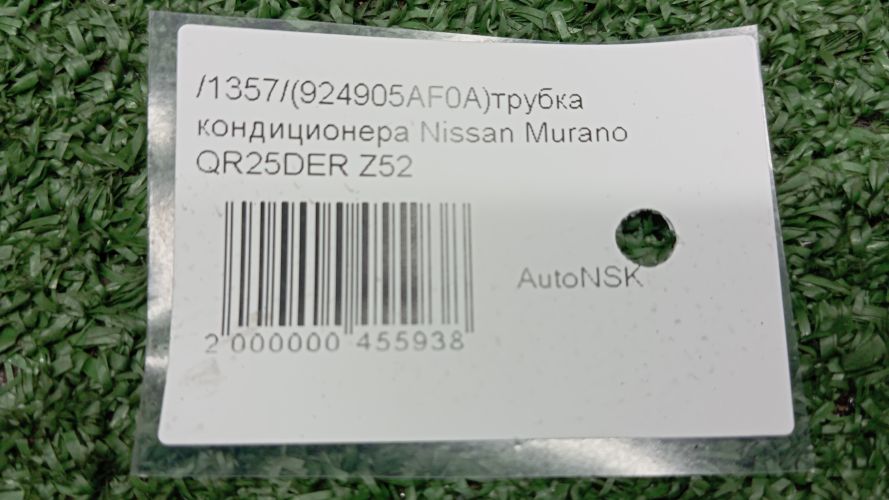 /1357/(924905AF0A)трубка
кондиционера Nissan Murano
QR25DER Z52
AutoNSK
2 000000 455938